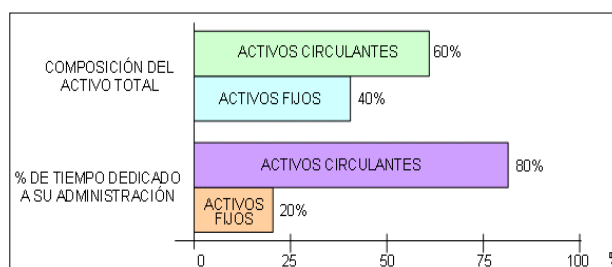 COMPOSICIÓN DEL
ACTIVO TOTAL
ACTIVOS CIRCULANTES 60%
ACTIVOS FIJOS 40%
% DE TIEMPO DEDICADO
A SU ADMINISTRACIÓN
ACTIVOS CIRCULANTES 80%
ACTIVOS
FIJOS 20%
0 25 50 75 100 %